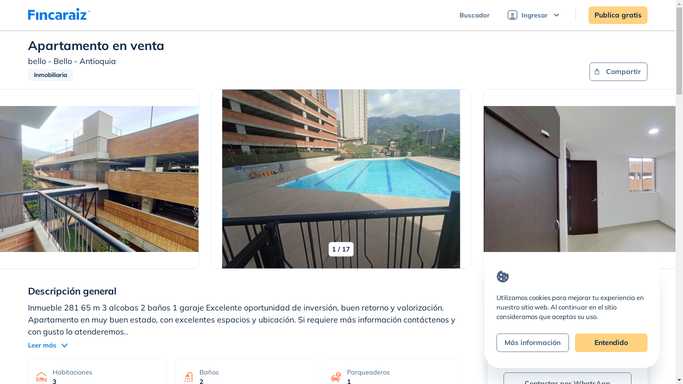 Fincaraiz
Buscador
Ingresar
Publica gratis
Apartamento en venta
bello - Bello - Antioquia
Inmobiliaria
Compartir
1 / 17
Descripción general
Inmueble 281 65 m 3 alcobas 2 baños 1 garaje Excelente oportunidad de inversión, buen retorno y valorización.
Apartamento en muy buen estado, con excelentes espacios y ubicación. Si requiere más información contáctenos y
con gusto lo atenderemos...
Leer más
Habitaciones
3
Baños
2
Parqueaderos
1
Utilizamos cookies para mejorar tu experiencia en
nuestro sitio web. Al continuar en el sitio
consideramos que aceptas su uso.
Más información
Entendido
Contactar por WhatsApp